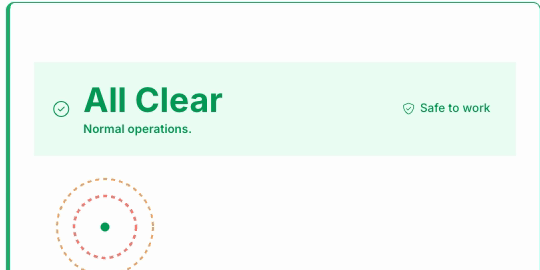 All Clear
Normal operations.
Safe to work